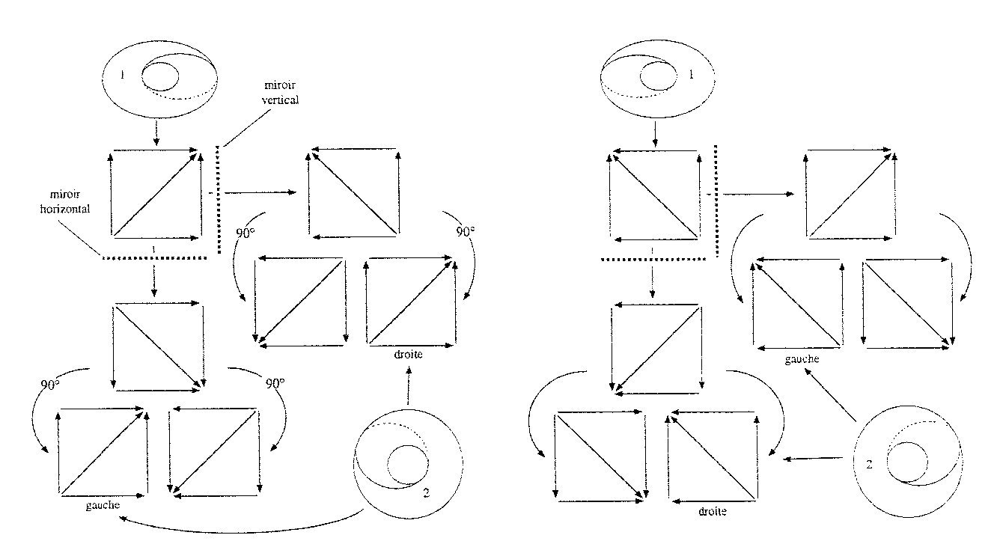 1
miroir
vertical
miroir
horizontal
90°
90°
droite
90°
90°
gauche
2
1
gauche
droite
2